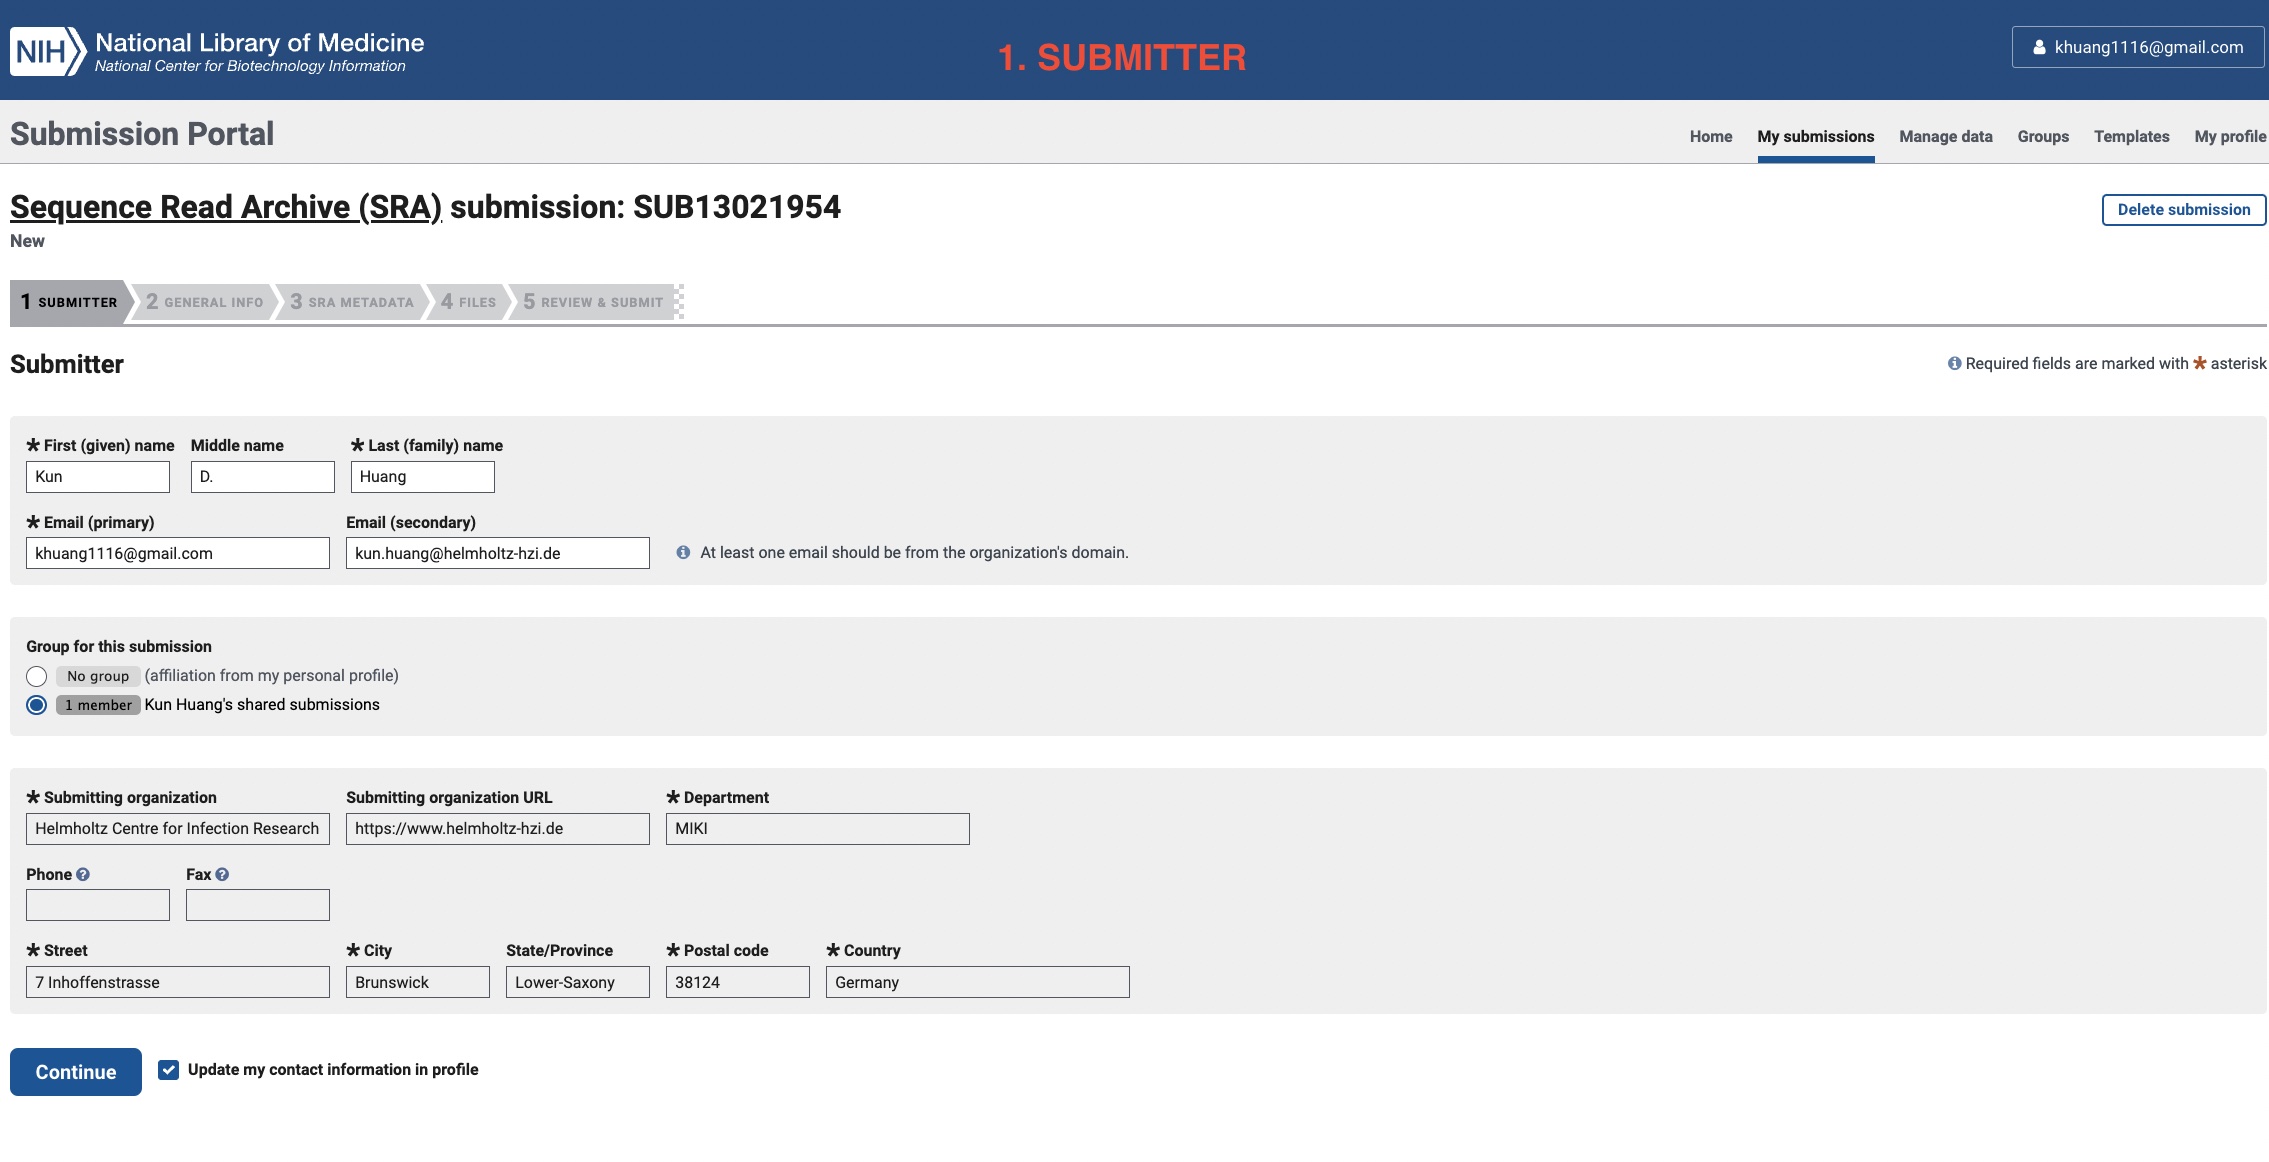 NIH National Library of Medicine
National Center for Biotechnology Information
1. SUBMITTER
khuang1116@gmail.com
Submission Portal
Home My submissions Manage data Groups Templates My profile
Sequence Read Archive (SRA) submission: SUB13021954
Delete submission
New
1 SUBMITTER 2 GENERAL INFO 3 SRA METADATA 4 FILES 5 REVIEW & SUBMIT
Submitter
Required fields are marked with * asterisk
* First (given) name Middle name * Last (family) name
Kun D. Huang
* Email (primary) Email (secondary)
khuang1116@gmail.com kun.huang@helmholtz-hzi.de At least one email should be from the organization's domain.
Group for this submission
No group (affiliation from my personal profile)
1 member Kun Huang's shared submissions
* Submitting organization Submitting organization URL * Department
Helmholtz Centre for Infection Research https://www.helmholtz-hzi.de MIKI
Phone Fax
* Street * City State/Province * Postal code * Country
7 Inhoffenstrasse Brunswick Lower-Saxony 38124 Germany
Continue Update my contact information in profile